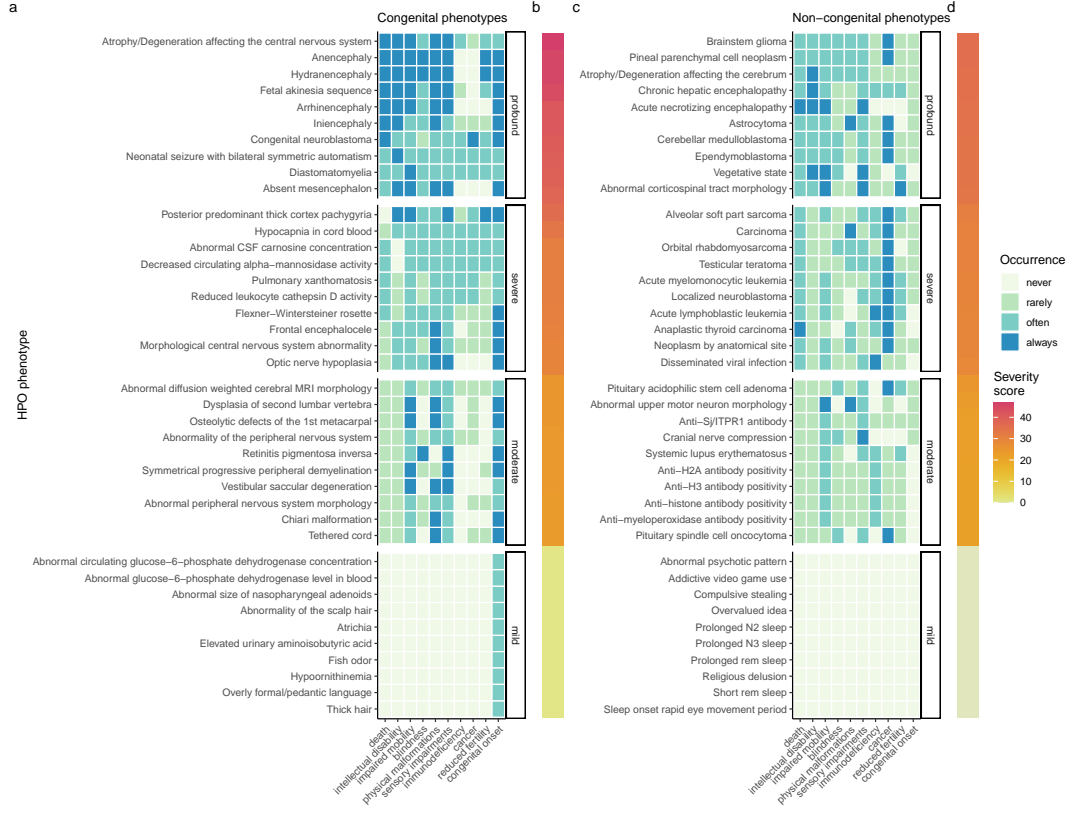 a
Congenital phenotypes
b
c
Non−congenital phenotypes
d
HPO phenotype
Atrophy/Degeneration affecting the central nervous system
Anencephaly
Hydranencephaly
Fetal akinesia sequence
Arrhinencephaly
Iniencephaly
Congenital neuroblastoma
Neonatal seizure with bilateral symmetric automatism
Diastomatomyelia
Absent mesencephalon
profound
Posterior predominant thick cortex pachygyria
Hypocapnia in cord blood
Abnormal CSF carnosine concentration
Decreased circulating alpha−mannosidase activity
Pulmonary xanthomatosis
Reduced leukocyte cathepsin D activity
Flexner−Wintersteiner rosette
Frontal encephalocele
Morphological central nervous system abnormality
Optic nerve hypoplasia
severe
Abnormal diffusion weighted cerebral MRI morphology
Dysplasia of second lumbar vertebra
Osteolytic defects of the 1st metacarpal
Abnormality of the peripheral nervous system
Retinitis pigmentosa inversa
Symmetrical progressive peripheral demyelination
Vestibular saccular degeneration
Abnormal peripheral nervous system morphology
Chiari malformation
Tethered cord
moderate
Abnormal circulating glucose−6−phosphate dehydrogenase concentration
Abnormal glucose−6−phosphate dehydrogenase level in blood
Abnormal size of nasopharyngeal adenoids
Abnormality of the scalp hair
Atrichia
Elevated urinary aminoisobutyric acid
Fish odor
Hypoornithinemia
Overly formal/pedantic language
Thick hair
mild
death
intellectual disability
impaired mobility
blindness
physical malformations
sensory impairments
immunodeficiency
cancer
reduced fertility
congenital onset
Brainstem glioma
Pineal parenchymal cell neoplasm
Atrophy/Degeneration affecting the cerebrum
Chronic hepatic encephalopathy
Acute necrotizing encephalopathy
Astrocytoma
Cerebellar medulloblastoma
Ependymoblastoma
Vegetative state
Abnormal corticospinal tract morphology
profound
Alveolar soft part sarcoma
Carcinoma
Orbital rhabdomyosarcoma
Testicular teratoma
Acute myelomonocytic leukemia
Localized neuroblastoma
Acute lymphoblastic leukemia
Anaplastic thyroid carcinoma
Neoplasm by anatomical site
Disseminated viral infection
severe
Pituitary acidophilic stem cell adenoma
Abnormal upper motor neuron morphology
Anti−Sj/ITPR1 antibody
Cranial nerve compression
Systemic lupus erythematosus
Anti−H2A antibody positivity
Anti−H3 antibody positivity
Anti−histone antibody positivity
Anti−myeloperoxidase antibody positivity
Pituitary spindle cell oncocytoma
moderate
Abnormal psychotic pattern
Addictive video game use
Compulsive stealing
Overvalued idea
Prolonged N2 sleep
Prolonged N3 sleep
Prolonged rem sleep
Religious delusion
Short rem sleep
Sleep onset rapid eye movement period
mild
death
intellectual disability
impaired mobility
blindness
physical malformations
sensory impairments
immunodeficiency
cancer
reduced fertility
congenital onset
Occurrence
never
rarely
often
always
Severity
score
40
30
20
10
0